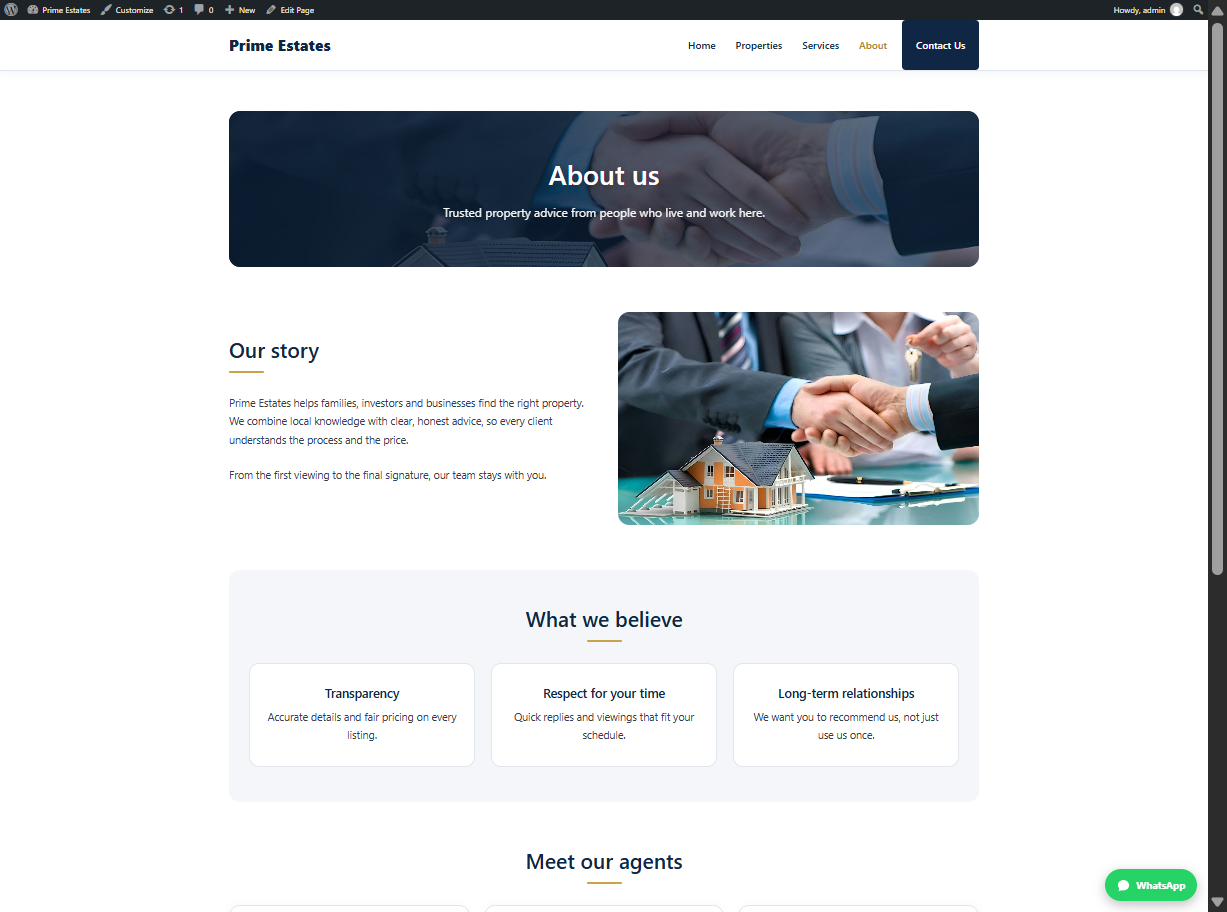 Prime Estates Customize 1 0 New Edit Page Howdy, admin
Prime Estates Home Properties Services About Contact Us
About us
Trusted property advice from people who live and work here.
Our story
Prime Estates helps families, investors and businesses find the right property.
We combine local knowledge with clear, honest advice, so every client
understands the process and the price.
From the first viewing to the final signature, our team stays with you.
What we believe
Transparency
Accurate details and fair pricing on every
listing.
Respect for your time
Quick replies and viewings that fit your
schedule.
Long-term relationships
We want you to recommend us, not just
use us once.
Meet our agents
WhatsApp